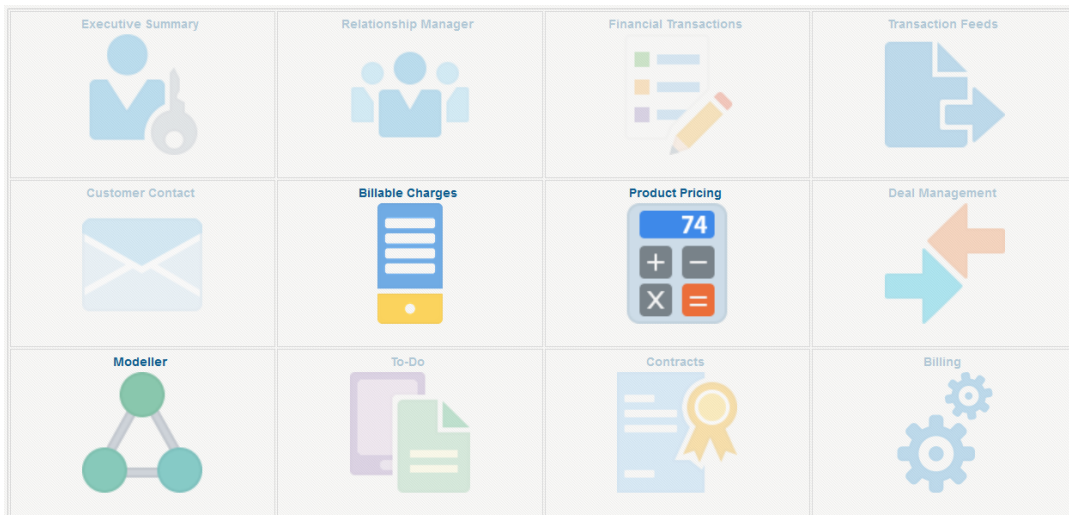 Executive Summary
Relationship Manager
Financial Transactions
Transaction Feeds
Customer Contact
Billable Charges
Product Pricing
Deal Management
74
+ −
X =
Modeller
To-Do
Contracts
Billing